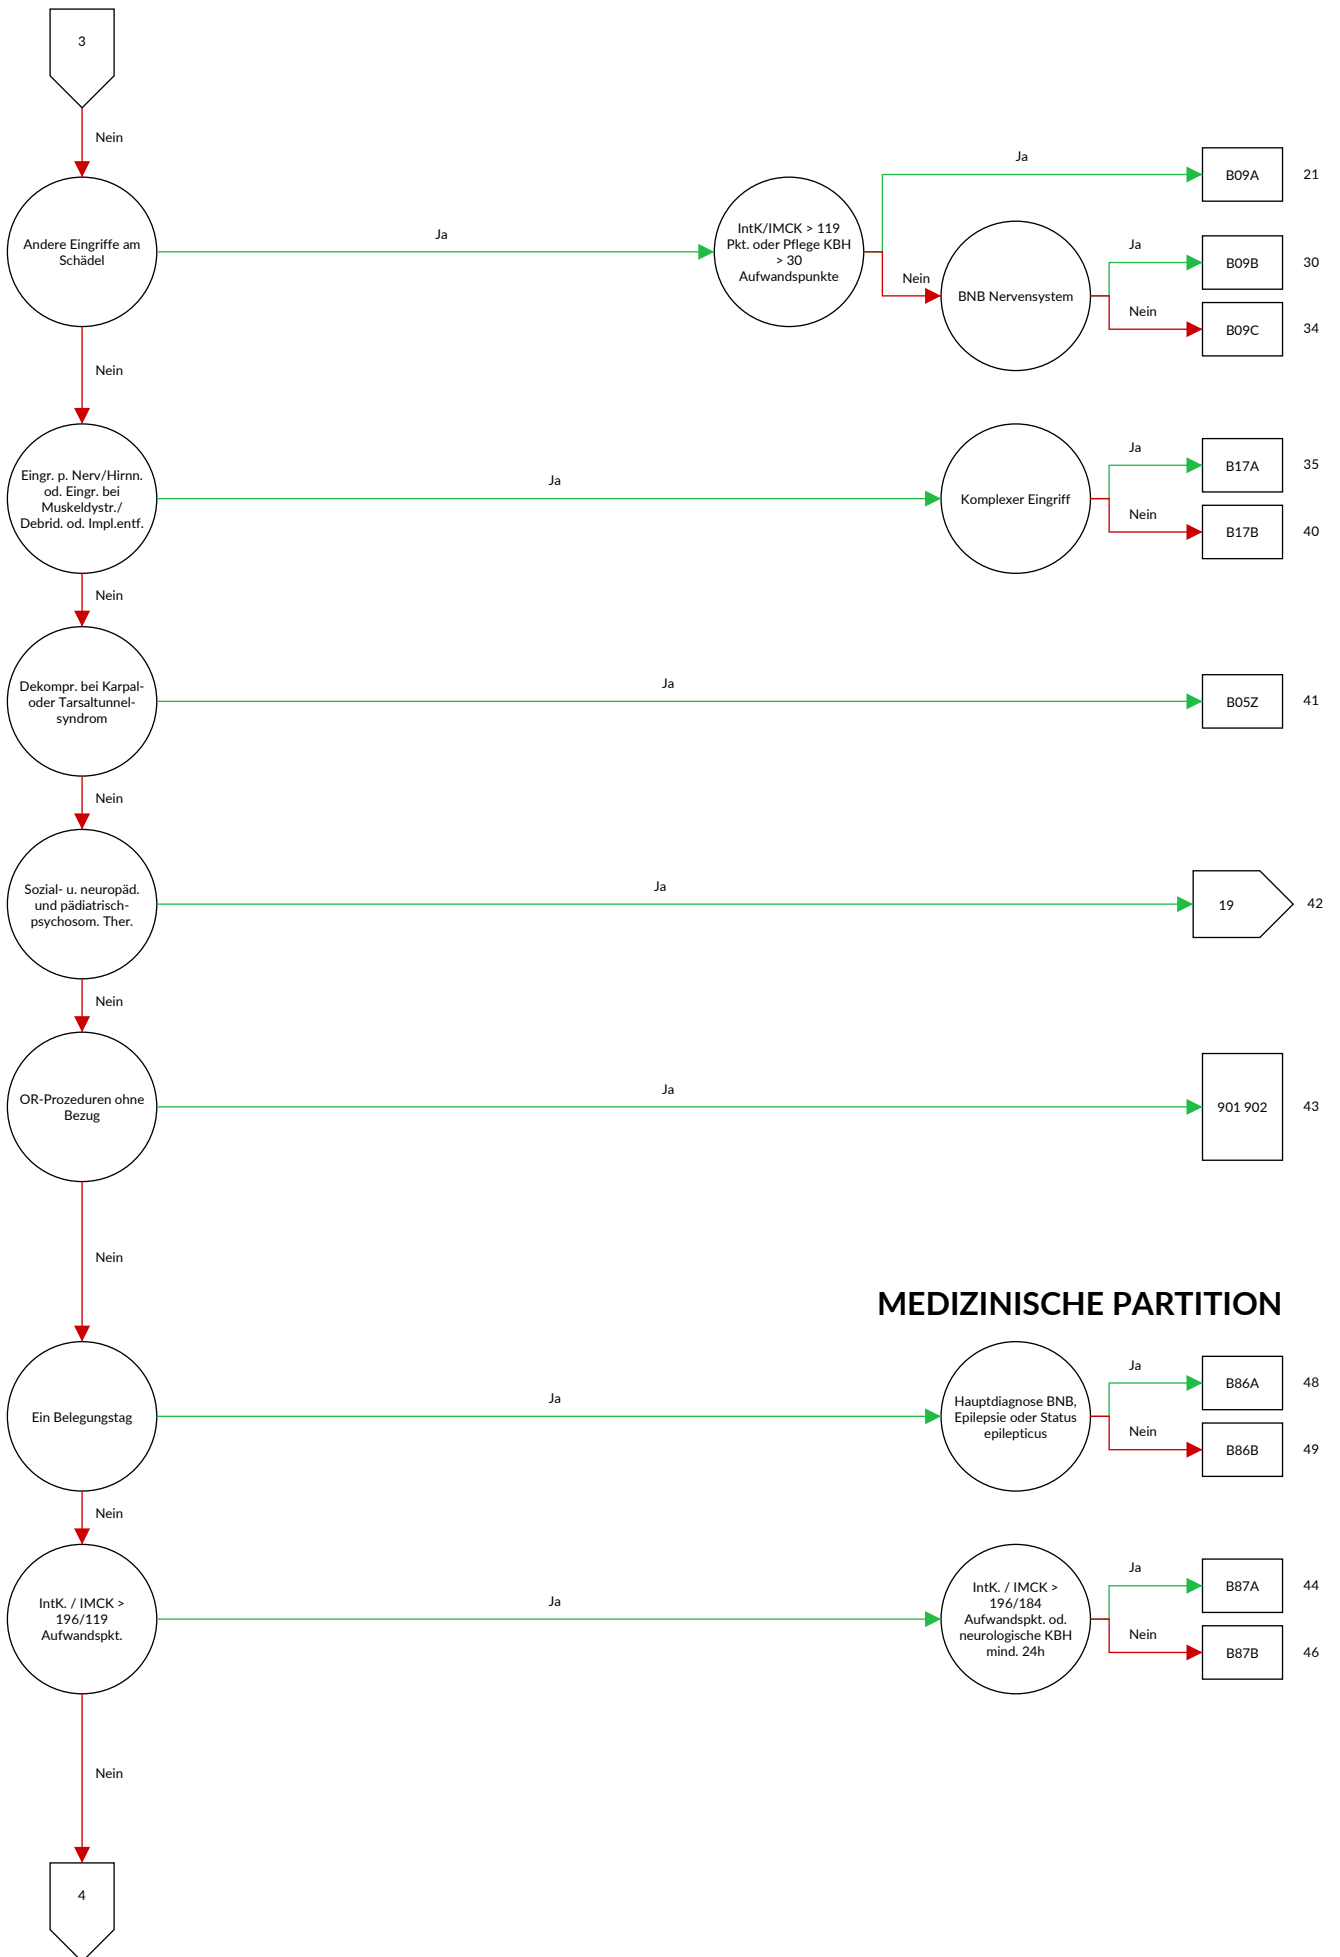 3
Nein
Andere Eingriffe am
Schädel
Ja
IntK/IMCK > 119
Pkt. oder Pflege KBH
> 30
Aufwandspunkte
Ja
B09A
21
Nein
BNB Nervensystem
Ja
B09B
30
Nein
B09C
34
Nein
Eingr. p. Nerv/Hirnn.
od. Eingr. bei
Muskeldystr./
Debrid. od. Impl.entf.
Ja
Komplexer Eingriff
Ja
B17A
35
Nein
B17B
40
Nein
Dekompr. bei Karpal-
oder Tarsaltunnel-
syndrom
Ja
B05Z
41
Nein
Sozial- u. neuropäd.
und pädiatrisch-
psychosom. Ther.
Ja
19
42
Nein
OR-Prozeduren ohne
Bezug
Ja
901 902
43
Nein
MEDIZINISCHE PARTITION
Ein Belegungstag
Ja
Hauptdiagnose BNB,
Epilepsie oder Status
epilepticus
Ja
B86A
48
Nein
B86B
49
Nein
IntK. / IMCK >
196/119
Aufwandspkt.
Ja
IntK. / IMCK >
196/184
Aufwandspkt. od.
neurologische KBH
mind. 24h
Ja
B87A
44
Nein
B87B
46
Nein
4